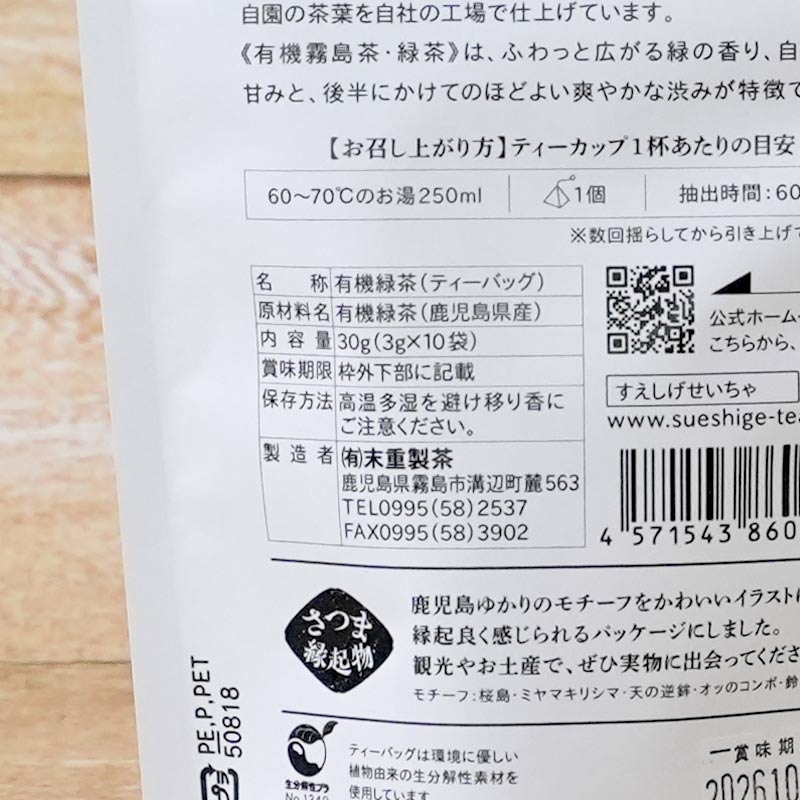 自園の茶葉を自社の工場で仕上げています。
《有機霧島茶・緑茶》は、ふわっと広がる緑の香り、自
甘みと、後半にかけてのほどよい爽やかな渋みが特徴で
【お召し上がり方】ティーカップ1杯あたりの目安
60〜70℃のお湯250ml 1個 抽出時間:60
※数回揺らしてから引き上げて
名称 有機緑茶(ティーバッグ)
原材料名 有機緑茶(鹿児島県産)
内容量 30g(3g×10袋)
賞味期限 枠外下部に記載
保存方法 高温多湿を避け移り香に
ご注意ください。
製造者 ㈲末重製茶
鹿児島県霧島市溝辺町麓563
TEL0995(58)2537
FAX0995(58)3902
公式ホーム
こちらから、
すえしげせいちゃ
www.sueshige-tea
4 571543 860
さつま
縁起物
鹿児島ゆかりのモチーフをかわいいイラスト
縁起良く感じられるパッケージにしました。
観光やお土産で、ぜひ実物に出会ってくださ
モチーフ:桜島・ミヤマキリシマ・天の逆鉾・オッのコンボ・鈴
PE,P,PET
50818
生分解性プラ
No.1240
ティーバッグは環境に優しい
植物由来の生分解性素材を
使用しています
賞味期
202610